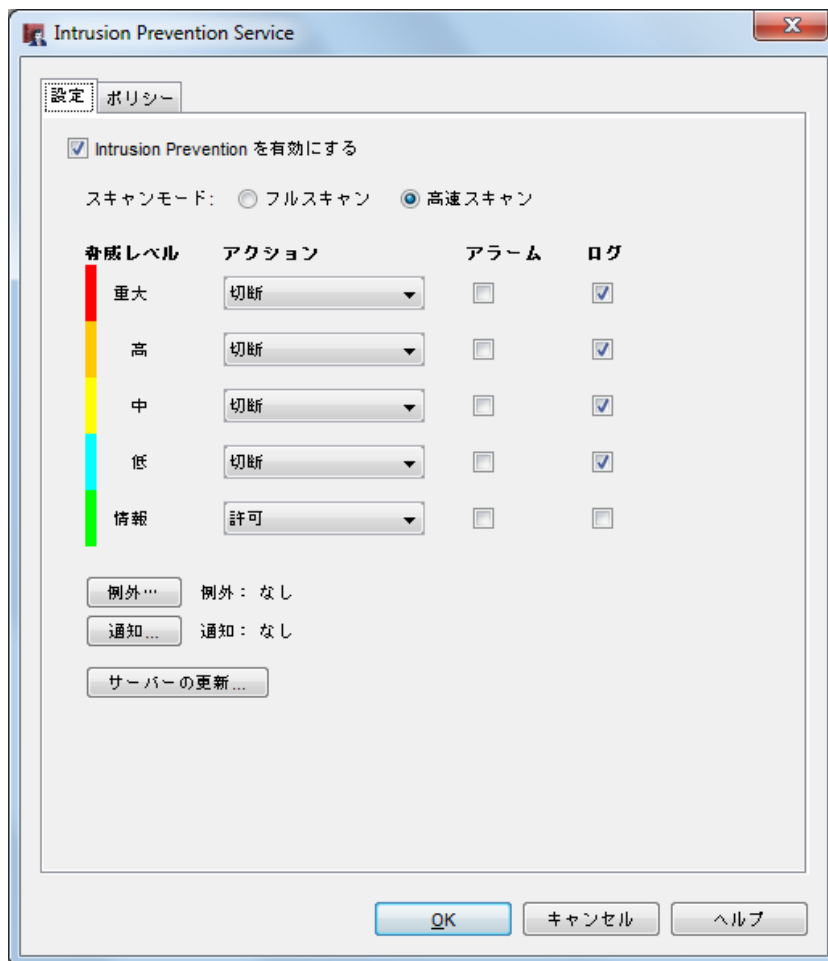 Intrusion Prevention Service
設定 ポリシー
Intrusion Prevention を有効にする
スキャンモード: フルスキャン 高速スキャン
脅威レベル アクション アラーム ログ
重大 切断
高 切断
中 切断
低 切断
情報 許可
例外… 例外: なし
通知... 通知: なし
サーバーの更新...
OK キャンセル ヘルプ